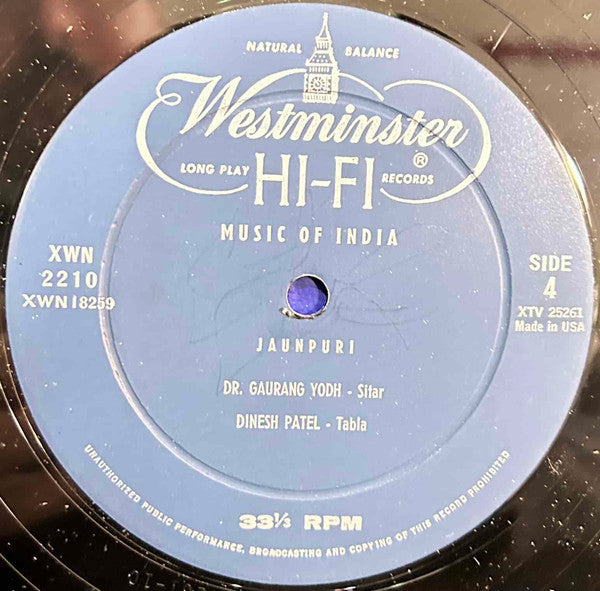 NATURAL BALANCE
Westminster
LONG PLAY HI-FI ® RECORDS
MUSIC OF INDIA
XWN
2210
XWN18259
SIDE
4
XTV 25261
Made in USA
JAUNPURI
DR. GAURANG YODH - Sitar
DINESH PATEL - Tabla
33⅓ RPM
UNAUTHORIZED PUBLIC PERFORMANCE, BROADCASTING AND COPYING OF THIS RECORD PROHIBITED